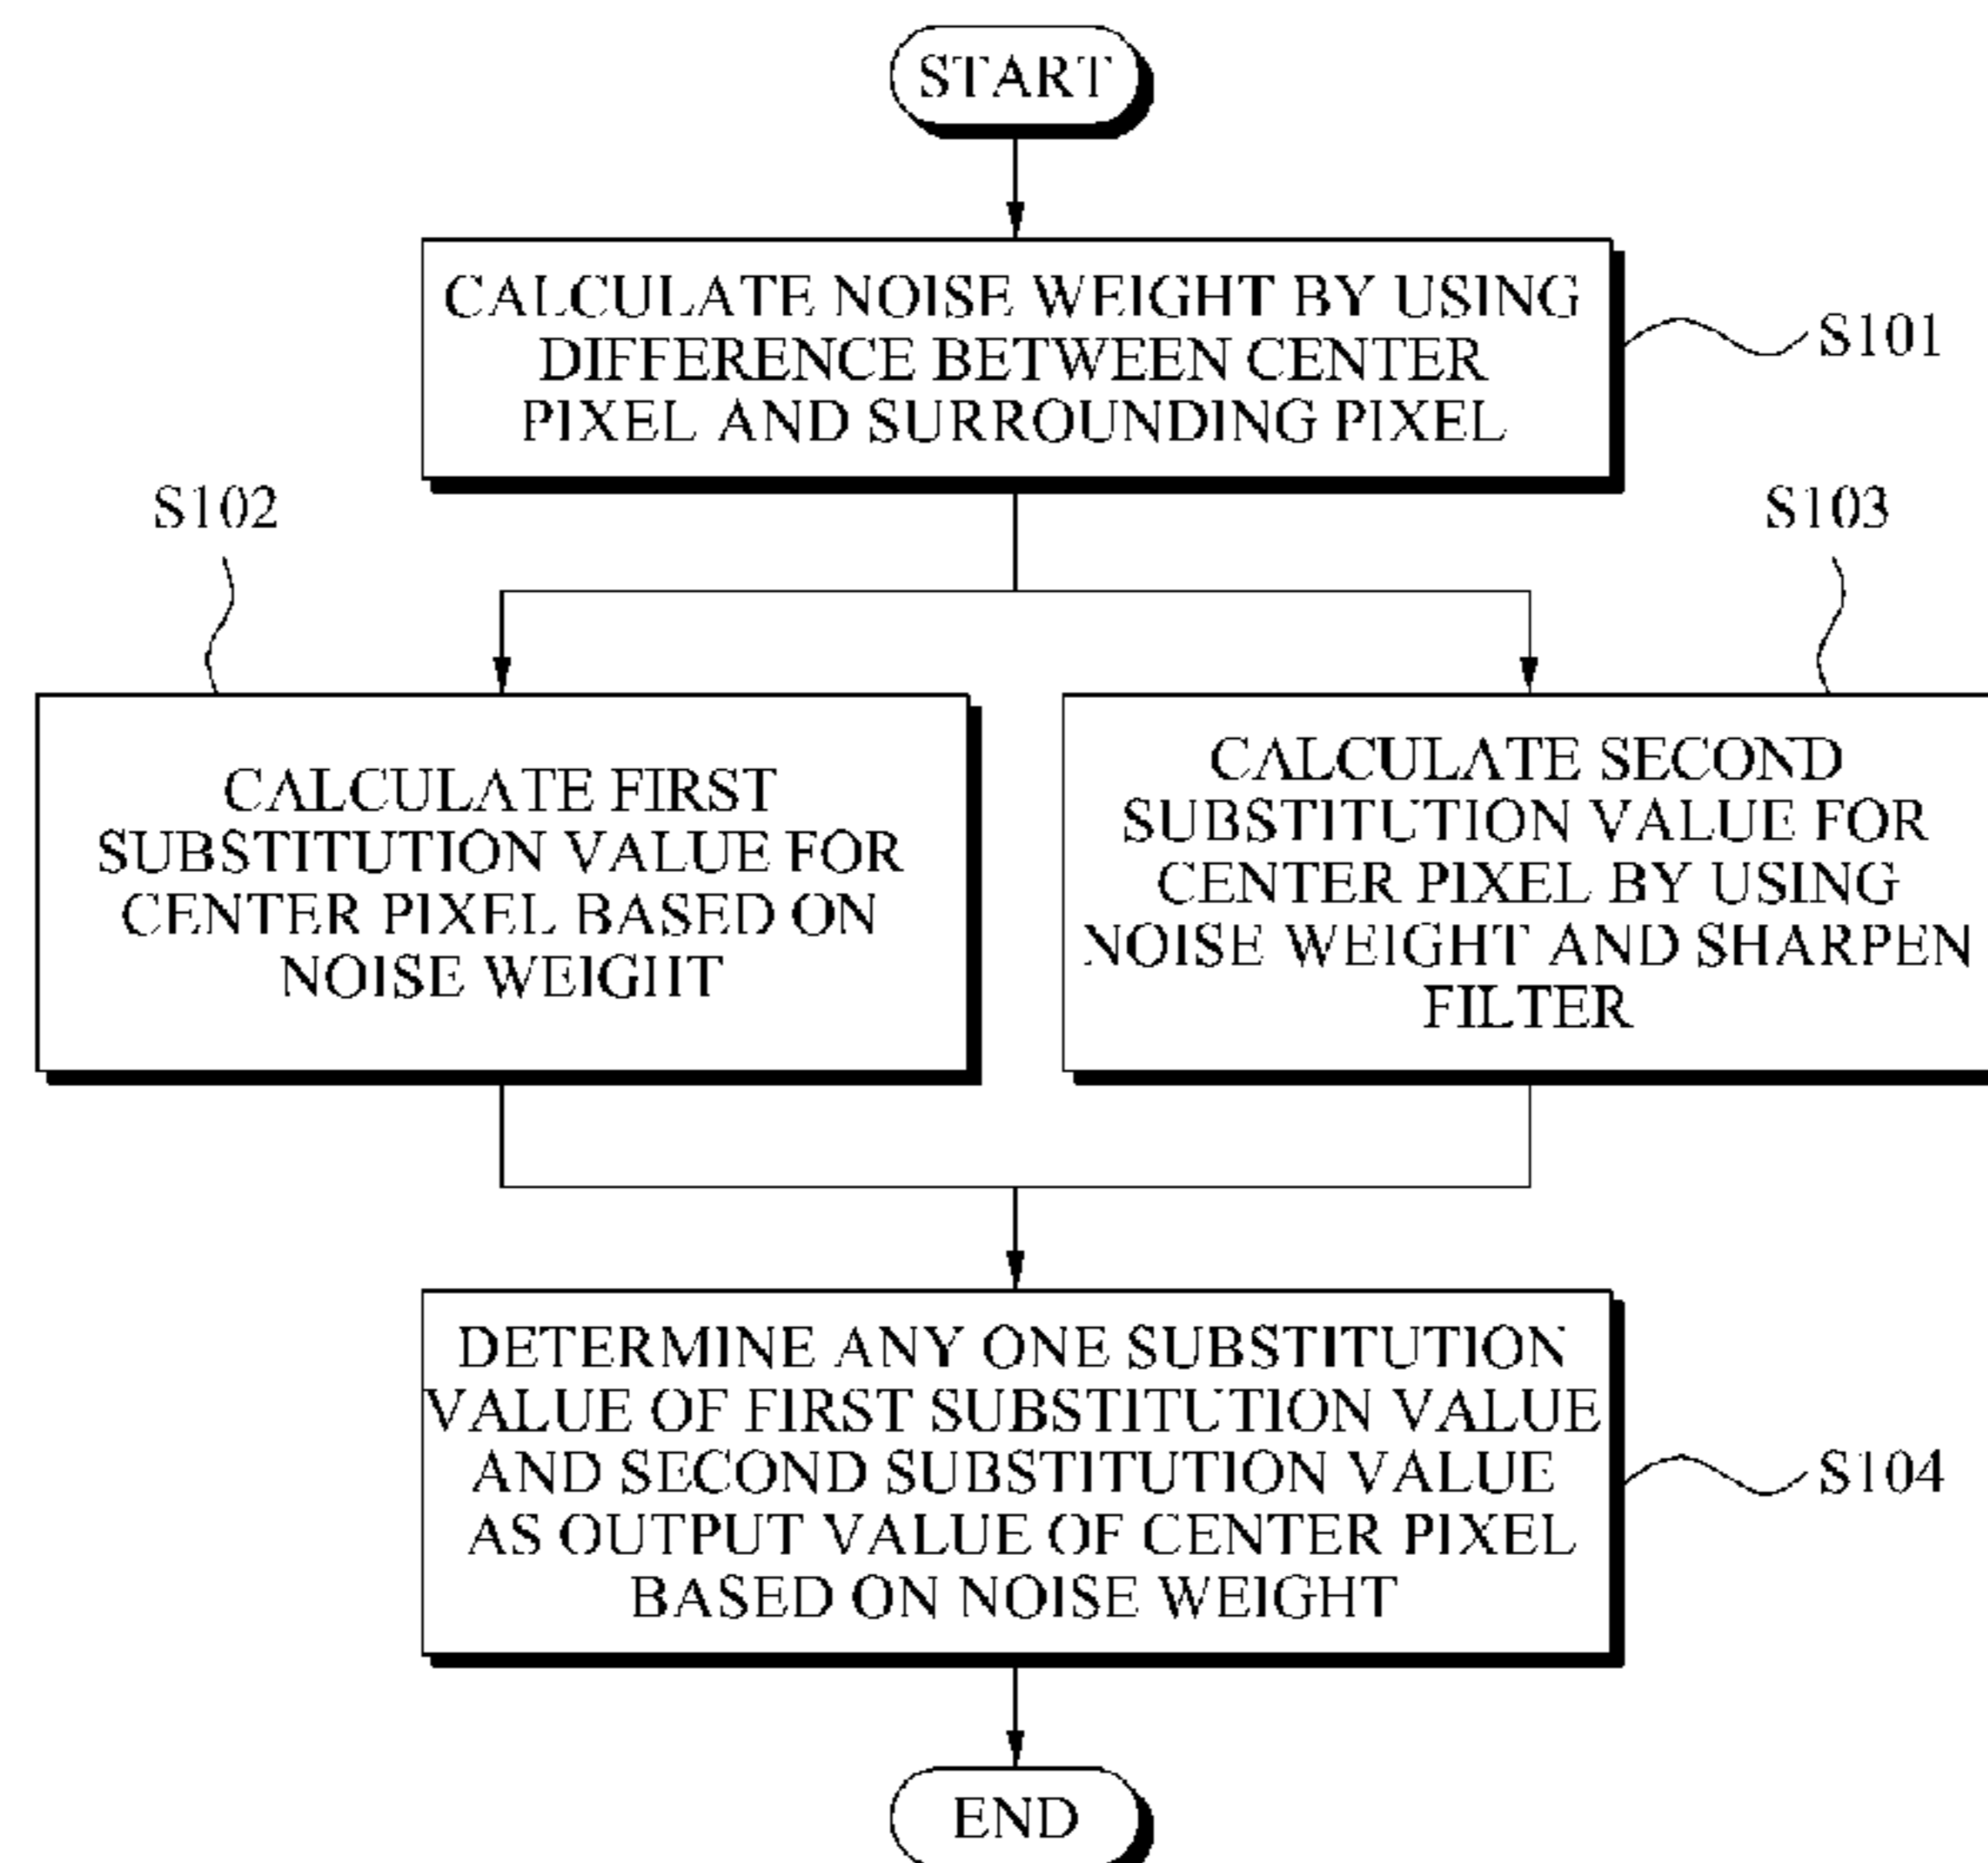 START
CALCULATE NOISE WEIGHT BY USING
DIFFERENCE BETWEEN CENTER
PIXEL AND SURROUNDING PIXEL
S101
S102
S103
CALCULATE FIRST
SUBSTITUTION VALUE FOR
CENTER PIXEL BASED ON
NOISE WEIGHT
CALCULATE SECOND
SUBSTITUTION VALUE FOR
CENTER PIXEL BY USING
NOISE WEIGHT AND SHARPEN
FILTER
DETERMINE ANY ONE SUBSTITUTION
VALUE OF FIRST SUBSTITUTION VALUE
AND SECOND SUBSTITUTION VALUE
AS OUTPUT VALUE OF CENTER PIXEL
BASED ON NOISE WEIGHT
S104
END